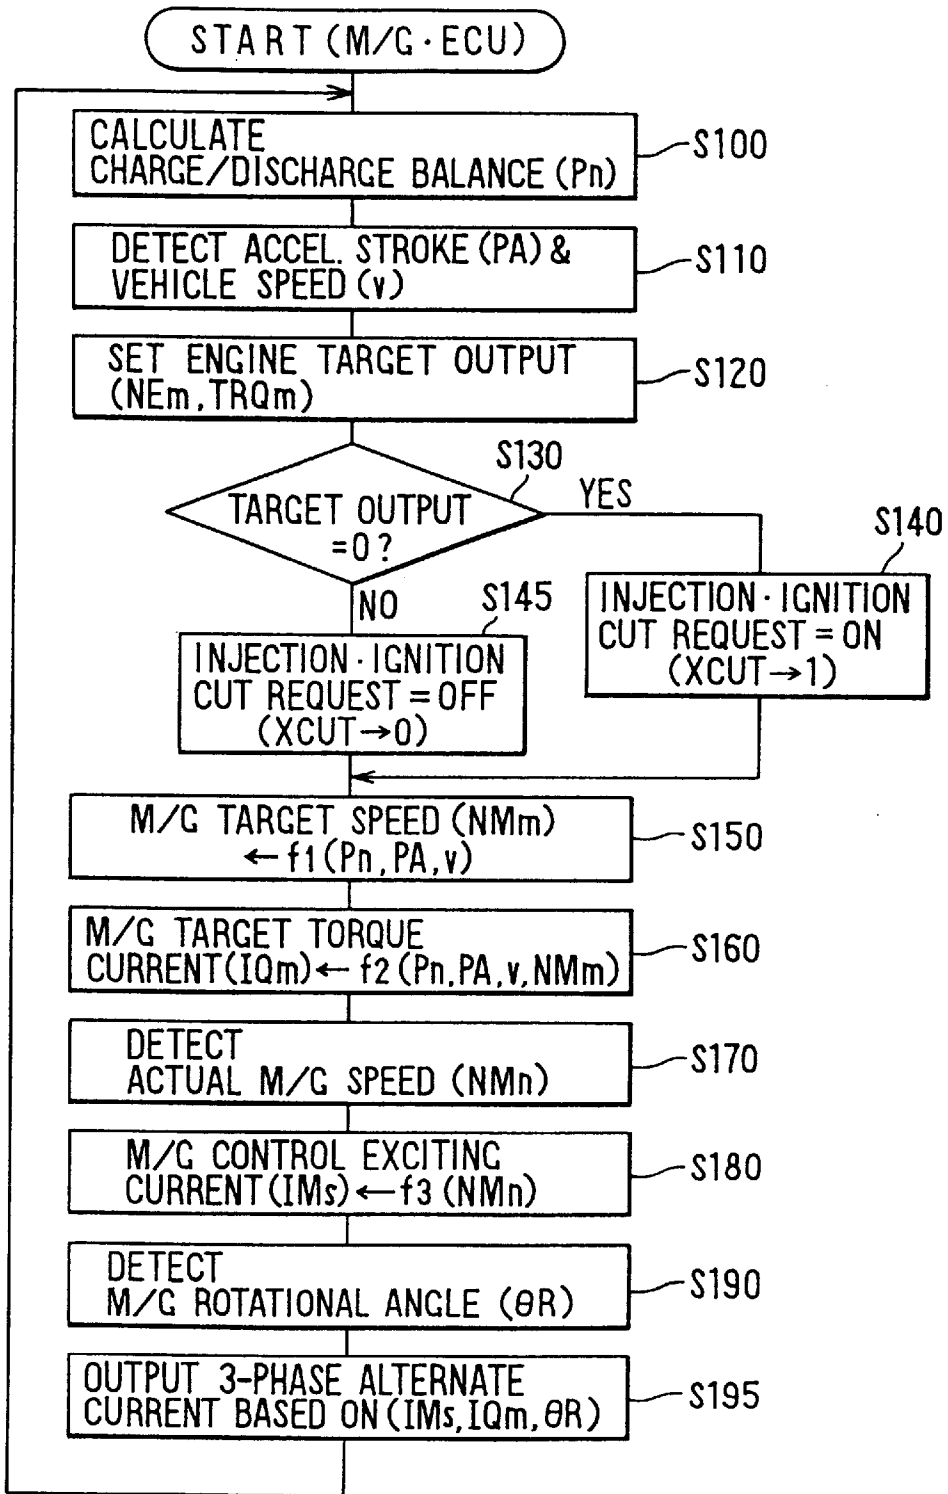 START (M/G·ECU)
CALCULATE
CHARGE/DISCHARGE BALANCE (Pn)
S100
DETECT ACCEL. STROKE (PA) &
VEHICLE SPEED (v)
S110
SET ENGINE TARGET OUTPUT
(NEm, TRQm)
S120
S130
TARGET OUTPUT
=0?
YES
NO
S140
INJECTION·IGNITION
CUT REQUEST = ON
(XCUT→1)
S145
INJECTION·IGNITION
CUT REQUEST = OFF
(XCUT→0)
M/G TARGET SPEED (NMm)
← f1 (Pn, PA, v)
S150
M/G TARGET TORQUE
CURRENT (IQm) ← f2 (Pn, PA, v, NMm)
S160
DETECT
ACTUAL M/G SPEED (NMn)
S170
M/G CONTROL EXCITING
CURRENT (IMs) ← f3 (NMn)
S180
DETECT
M/G ROTATIONAL ANGLE (θR)
S190
OUTPUT 3-PHASE ALTERNATE
CURRENT BASED ON (IMs, IQm, θR)
S195